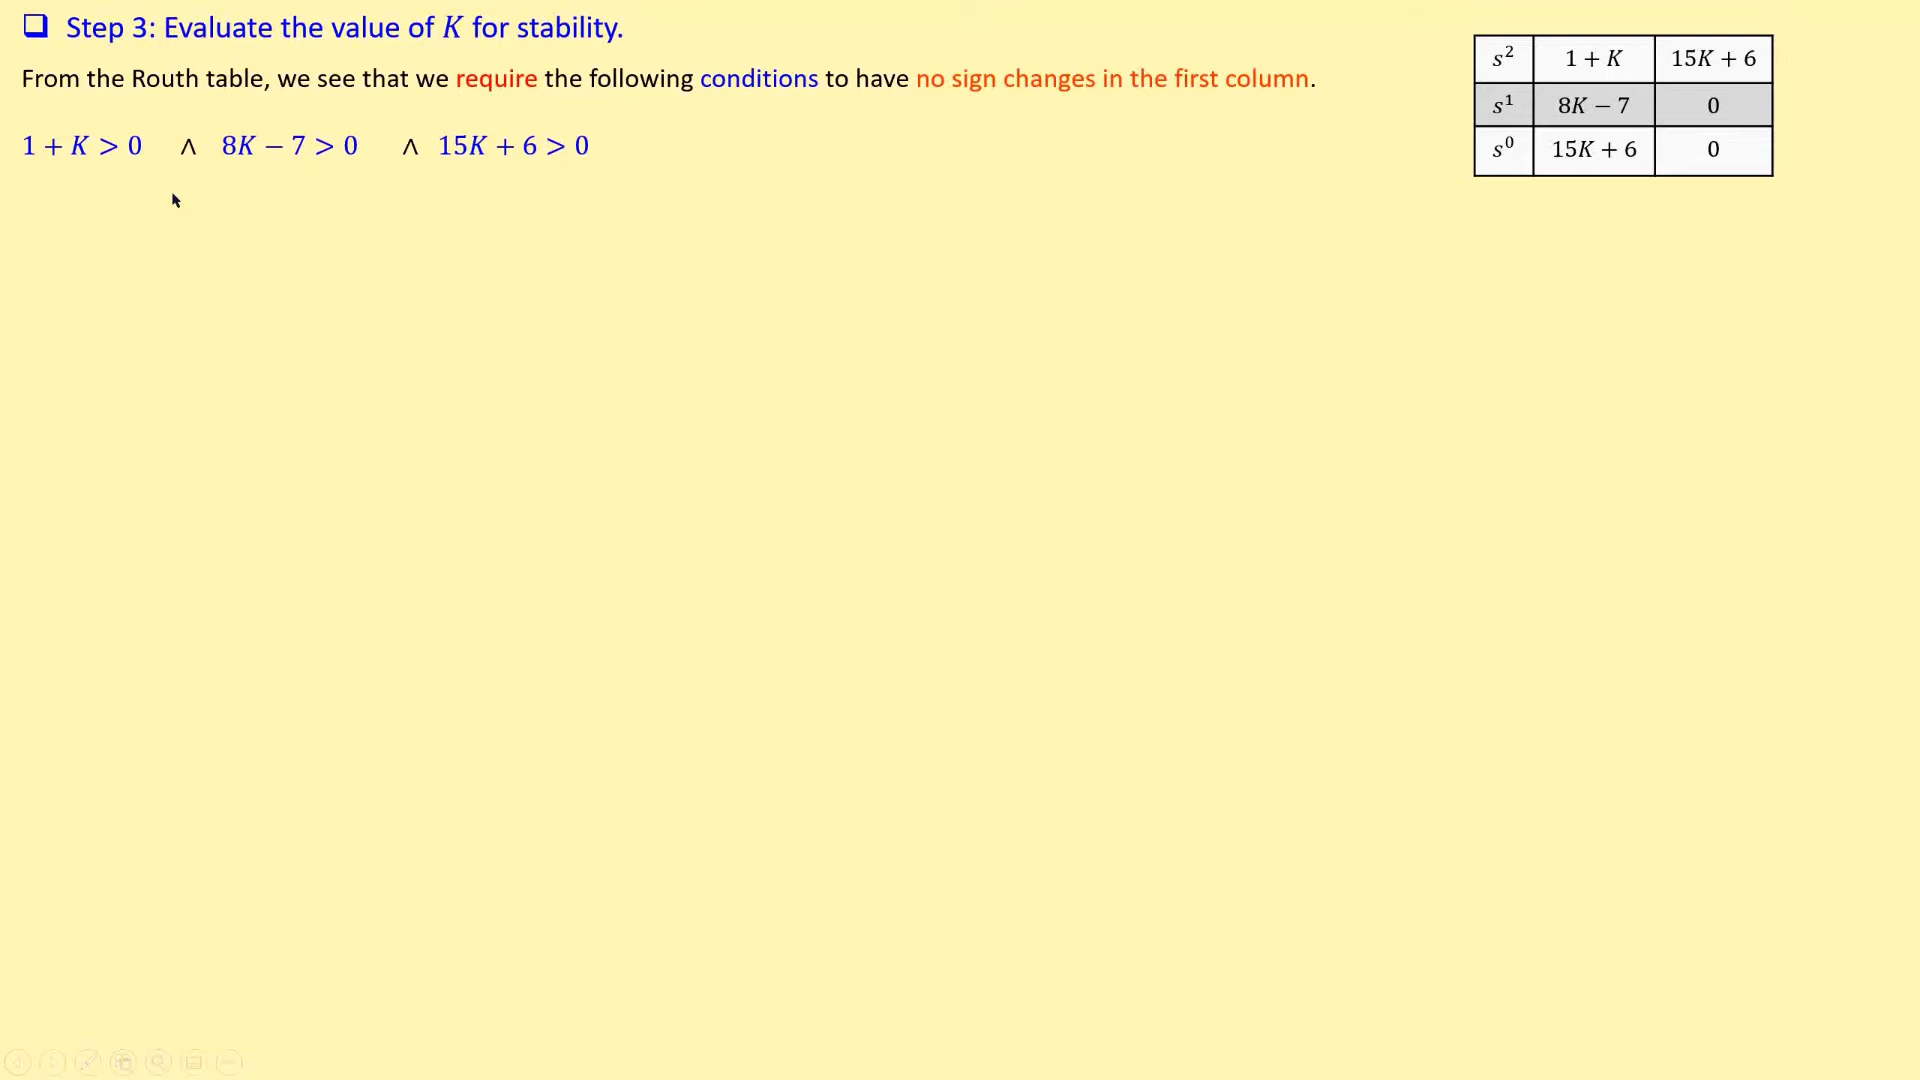 ❑ Step 3: Evaluate the value of K for stability.
From the Routh table, we see that we require the following conditions to have no sign changes in the first column.
1 + K > 0 ∧ 8K − 7 > 0 ∧ 15K + 6 > 0
s² 1 + K 15K + 6
s¹ 8K − 7 0
s⁰ 15K + 6 0